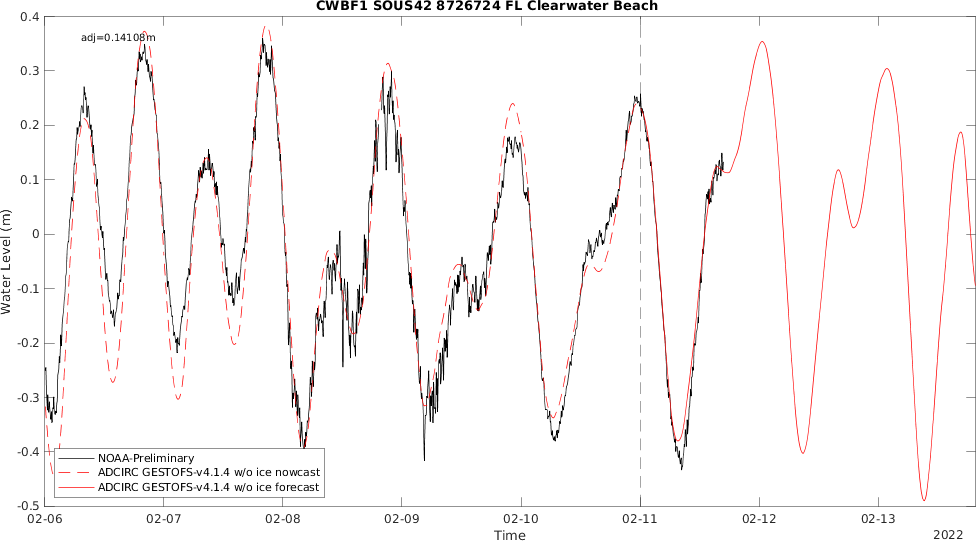 CWBF1 SOUS42 8726724 FL Clearwater Beach
adj=0.14108m
0.4
0.3
0.2
0.1
0
-0.1
-0.2
-0.3
-0.4
-0.5
Water Level (m)
NOAA-Preliminary
ADCIRC GESTOFS-v4.1.4 w/o ice nowcast
ADCIRC GESTOFS-v4.1.4 w/o ice forecast
02-06 02-07 02-08 02-09 02-10 02-11 02-12 02-13
Time
2022